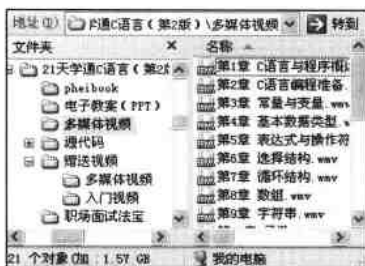 地址(D) 学通C语言(第2版)\多媒体视频 转到
文件夹 ×
名称
21天学通C语言(第2版
pheibook
电子教案(PPT)
多媒体视频
源代码
赠送视频
多媒体视频
入门视频
职场面试法宝
第1章 C语言与程序概
第2章 C语言编程准备.
第3章 常量与变量.wmv
第4章 基本数据类型.w
第5章 表达式与操作符
第6章 选择结构.wmv
第7章 循环结构.wmv
第8章 数组.wmv
第9章 字符串.wmv
21 个对象 (加 : 1.57 GB 我的电脑